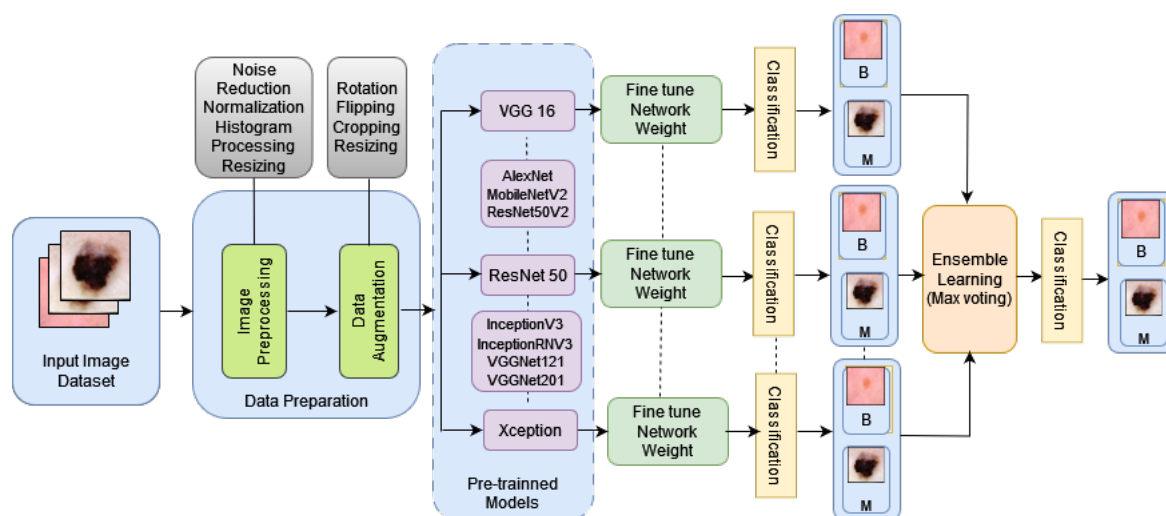 Noise
Reduction
Normalization
Histogram
Processing
Resizing
Rotation
Flipping
Cropping
Resizing
Input Image
Dataset
Image
Preprocessing
Data
Augmentation
Data Preparation
VGG 16
AlexNet
MobileNetV2
ResNet50V2
ResNet 50
InceptionV3
InceptionRNV3
VGGNet121
VGGNet201
Xception
Pre-trainned
Models
Fine tune
Network
Weight
Classification
B
M
Fine tune
Network
Weight
Classification
B
M
Fine tune
Network
Weight
Classification
B
M
Ensemble
Learning
(Max voting)
Classification
B
M